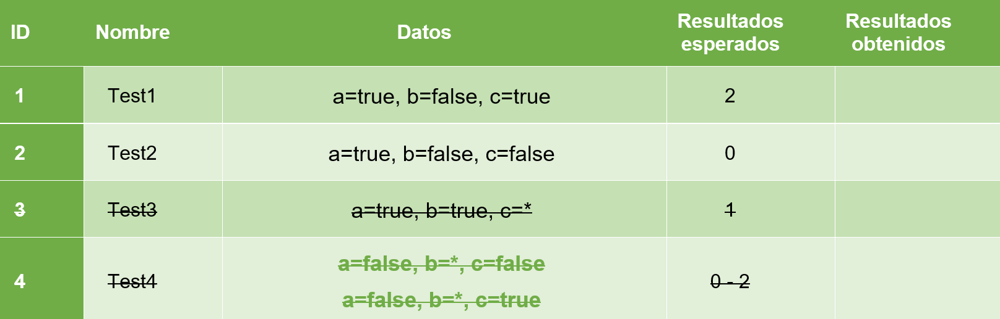 ID Nombre Datos Resultados esperados Resultados obtenidos
1 Test1 a=true, b=false, c=true 2
2 Test2 a=true, b=false, c=false 0
3 Test3 a=true, b=true, c=* 1
4 Test4 a=false, b=*, c=false 0 - 2
a=false, b=*, c=true